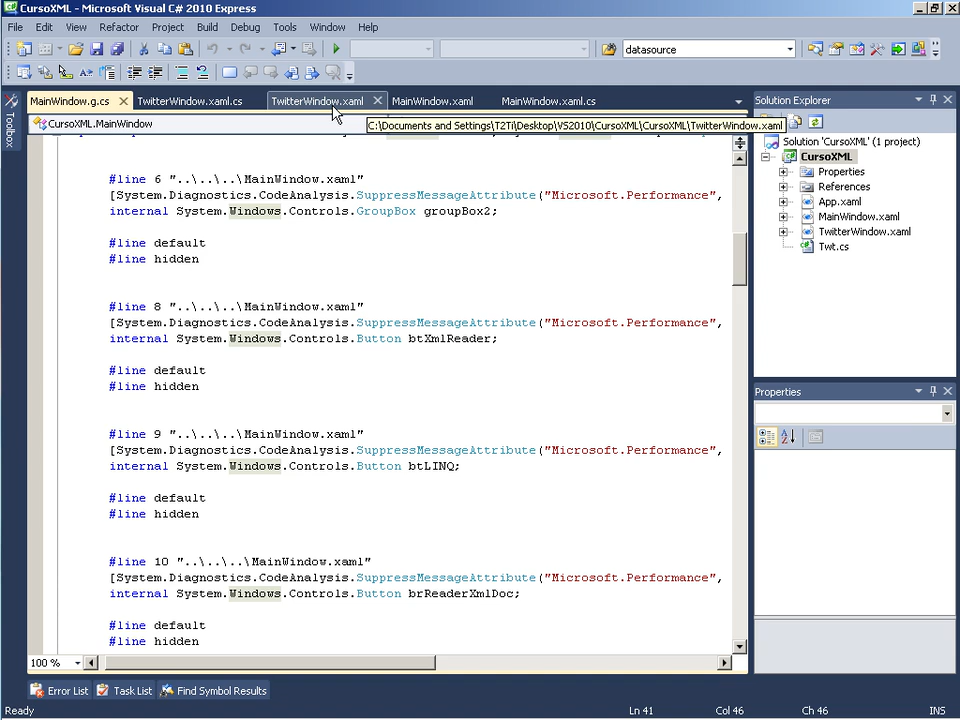 CursoXML - Microsoft Visual C# 2010 Express
File Edit View Refactor Project Build Debug Tools Window Help
datasource
MainWindow.g.cs TwitterWindow.xaml.cs TwitterWindow.xaml MainWindow.xaml MainWindow.xaml.cs
CursoXML.MainWindow
C:\Documents and Settings\T2Ti\Desktop\VS2010\CursoXML\CursoXML\TwitterWindow.xaml
Toolbox
#line 6 "..\..\..\MainWindow.xaml"
[System.Diagnostics.CodeAnalysis.SuppressMessageAttribute("Microsoft.Performance",
internal System.Windows.Controls.GroupBox groupBox2;
#line default
#line hidden
#line 8 "..\..\..\MainWindow.xaml"
[System.Diagnostics.CodeAnalysis.SuppressMessageAttribute("Microsoft.Performance",
internal System.Windows.Controls.Button btXmlReader;
#line default
#line hidden
#line 9 "..\..\..\MainWindow.xaml"
[System.Diagnostics.CodeAnalysis.SuppressMessageAttribute("Microsoft.Performance",
internal System.Windows.Controls.Button btLINQ;
#line default
#line hidden
#line 10 "..\..\..\MainWindow.xaml"
[System.Diagnostics.CodeAnalysis.SuppressMessageAttribute("Microsoft.Performance",
internal System.Windows.Controls.Button brReaderXmlDoc;
#line default
#line hidden
100 %
Solution Explorer
Solution 'CursoXML' (1 project)
CursoXML
Properties
References
App.xaml
MainWindow.xaml
TwitterWindow.xaml
Twt.cs
Properties
Error List Task List Find Symbol Results
Ready Ln 41 Col 46 Ch 46 INS